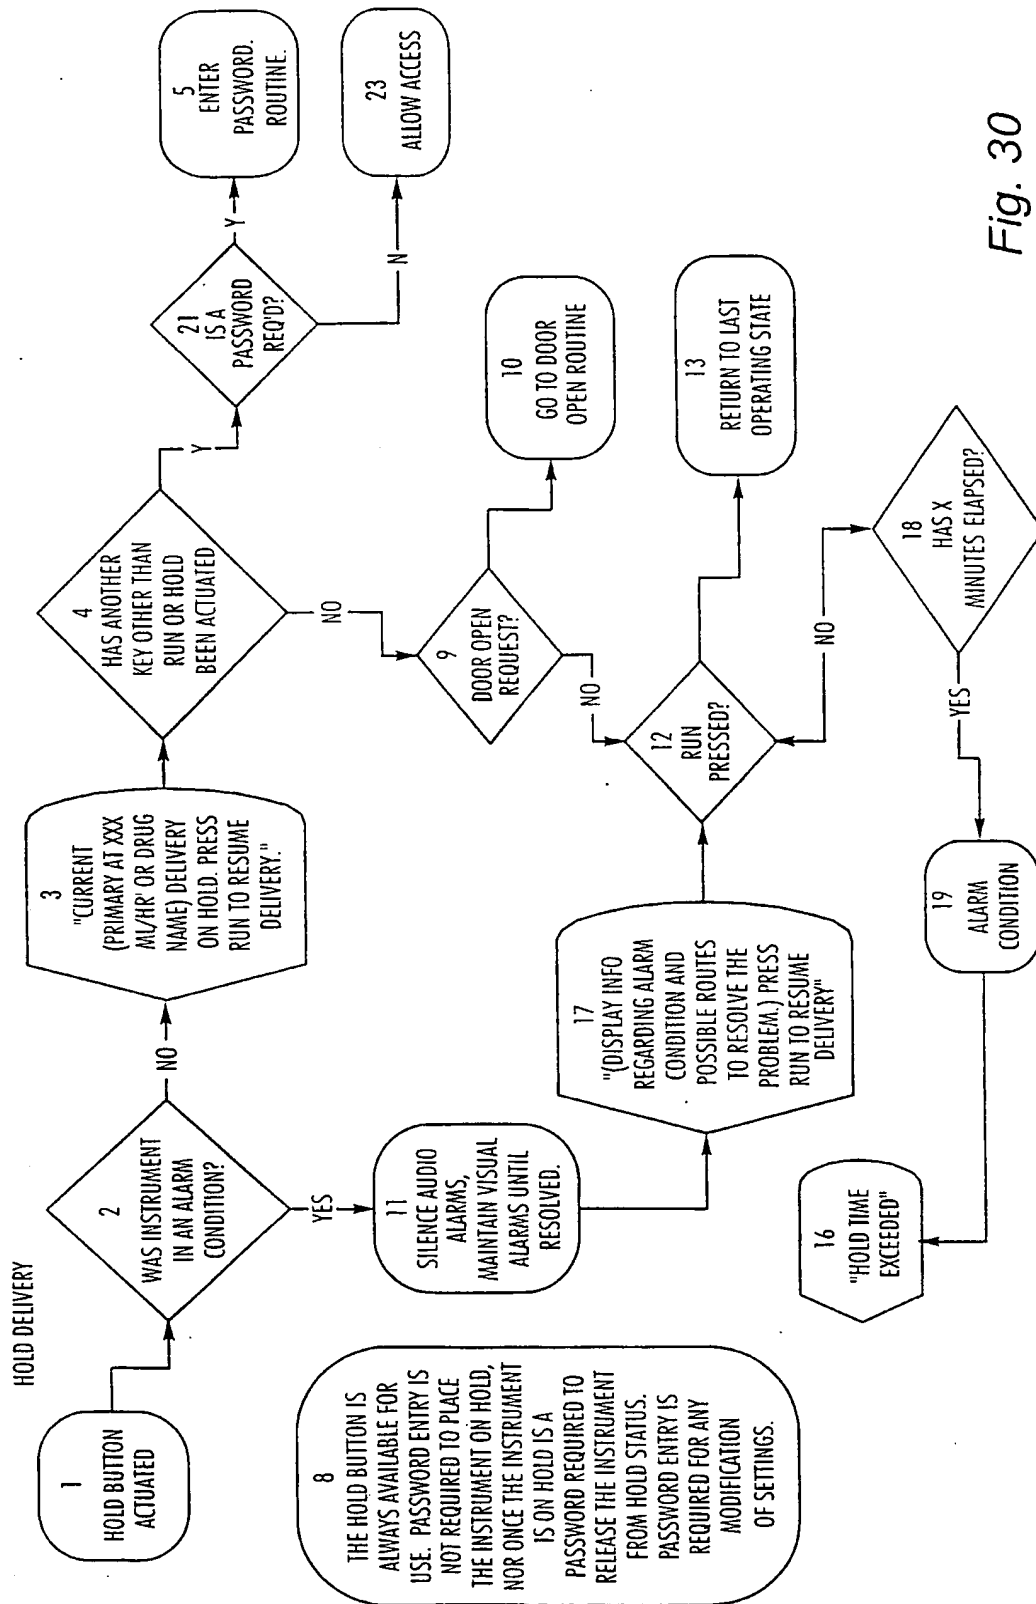 HOLD DELIVERY
1
HOLD BUTTON
ACTUATED
2
WAS INSTRUMENT
IN AN ALARM
CONDITION?
NO
YES
3
"CURRENT
(PRIMARY AT XXX
ML/HR' OR DRUG
NAME) DELIVERY
ON HOLD. PRESS
RUN TO RESUME
DELIVERY."
4
HAS ANOTHER
KEY OTHER THAN
RUN OR HOLD
BEEN ACTUATED
Y
NO
21
IS A
PASSWORD
REQ'D?
Y
N
5
ENTER
PASSWORD.
ROUTINE.
23
ALLOW ACCESS
9
DOOR OPEN
REQUEST?
NO
10
GO TO DOOR
OPEN ROUTINE
11
SILENCE AUDIO
ALARMS,
MAINTAIN VISUAL
ALARMS UNTIL
RESOLVED.
17
"(DISPLAY INFO
REGARDING ALARM
CONDITION AND
POSSIBLE ROUTES
TO RESOLVE THE
PROBLEM.) PRESS
RUN TO RESUME
DELIVERY"
12
RUN
PRESSED?
13
RETURN TO LAST
OPERATING STATE
NO
18
HAS X
MINUTES ELAPSED?
YES
19
ALARM
CONDITION
16
"HOLD TIME
EXCEEDED"
8
THE HOLD BUTTON IS
ALWAYS AVAILABLE FOR
USE. PASSWORD ENTRY IS
NOT REQUIRED TO PLACE
THE INSTRUMENT ON HOLD,
NOR ONCE THE INSTRUMENT
IS ON HOLD IS A
PASSWORD REQUIRED TO
RELEASE THE INSTRUMENT
FROM HOLD STATUS.
PASSWORD ENTRY IS
REQUIRED FOR ANY
MODIFICATION
OF SETTINGS.
Fig. 30